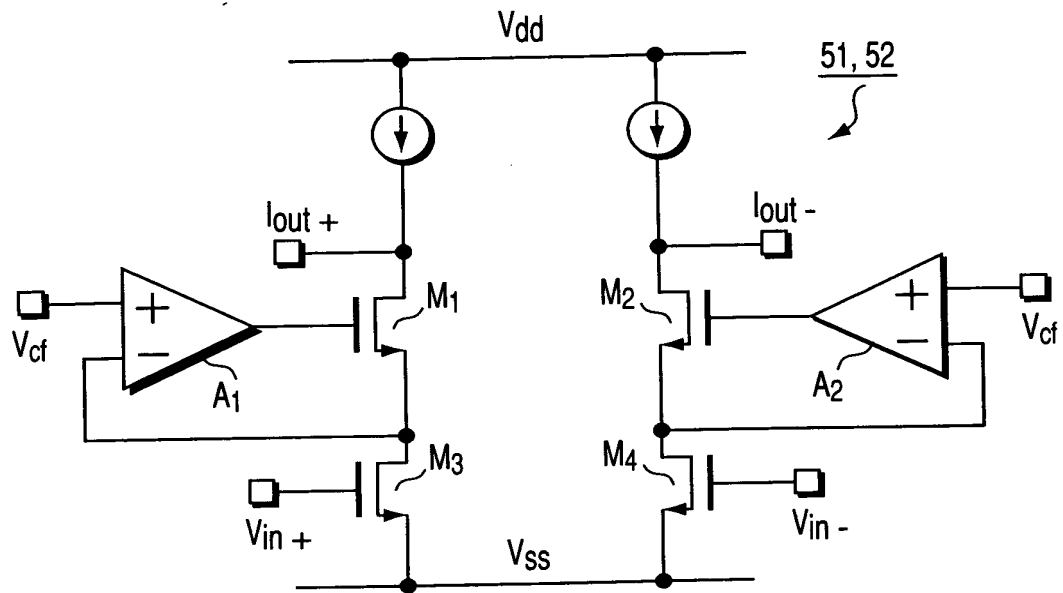 Vdd
51, 52
Iout +
Iout -
+
M1
M2
+
Vcf
−
A1
−
A2
Vcf
M3
M4
Vin +
Vin -
Vss